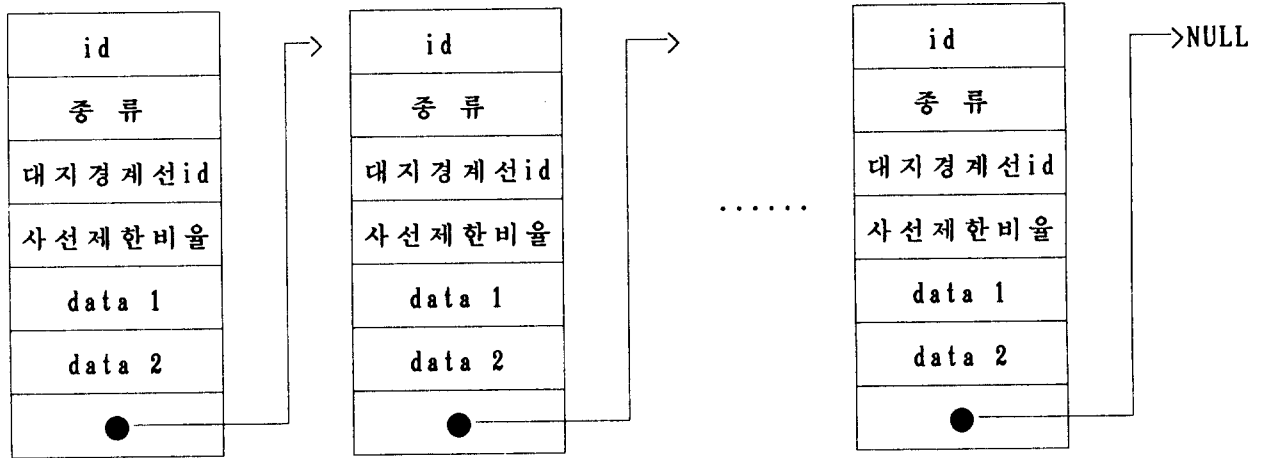 id
종류
대지경계선id
사선제한비율
data 1
data 2
id
종류
대지경계선id
사선제한비율
data 1
data 2
······
id
종류
대지경계선id
사선제한비율
data 1
data 2
NULL